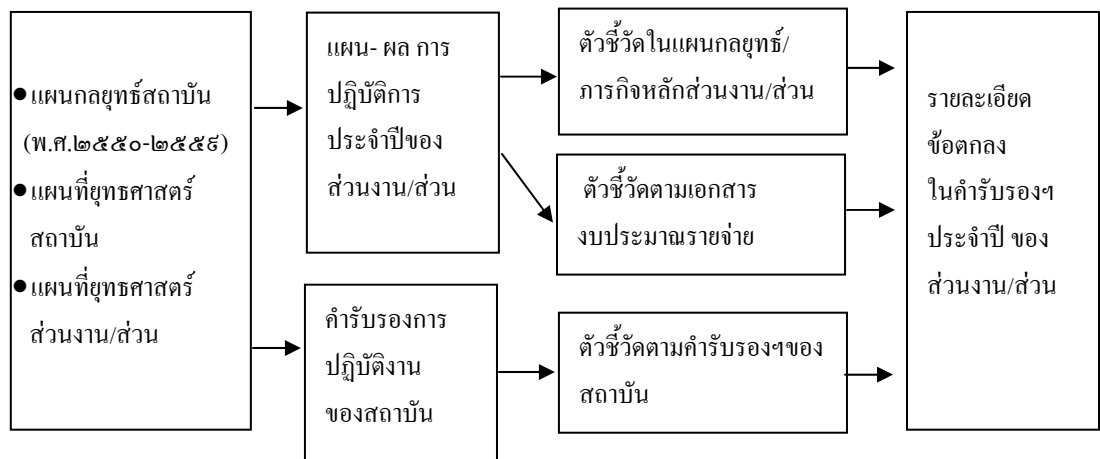 ●แผนกลยุทธ์สถาบัน
(พ.ศ.๒๕๕๐-๒๕๕๙)
●แผนที่ยุทธศาสตร์
สถาบัน
●แผนที่ยุทธศาสตร์
ส่วนงาน/ส่วน
แผน- ผล การ
ปฏิบัติการ
ประจำปีของ
ส่วนงาน/ส่วน
คำรับรองการ
ปฏิบัติงาน
ของสถาบัน
ตัวชี้วัดในแผนกลยุทธ์/
ภารกิจหลักส่วนงาน/ส่วน
ตัวชี้วัดตามเอกสาร
งบประมาณรายจ่าย
ตัวชี้วัดตามคำรับรองฯของ
สถาบัน
รายละเอียด
ข้อตกลง
ในคำรับรองฯ
ประจำปี ของ
ส่วนงาน/ส่วน